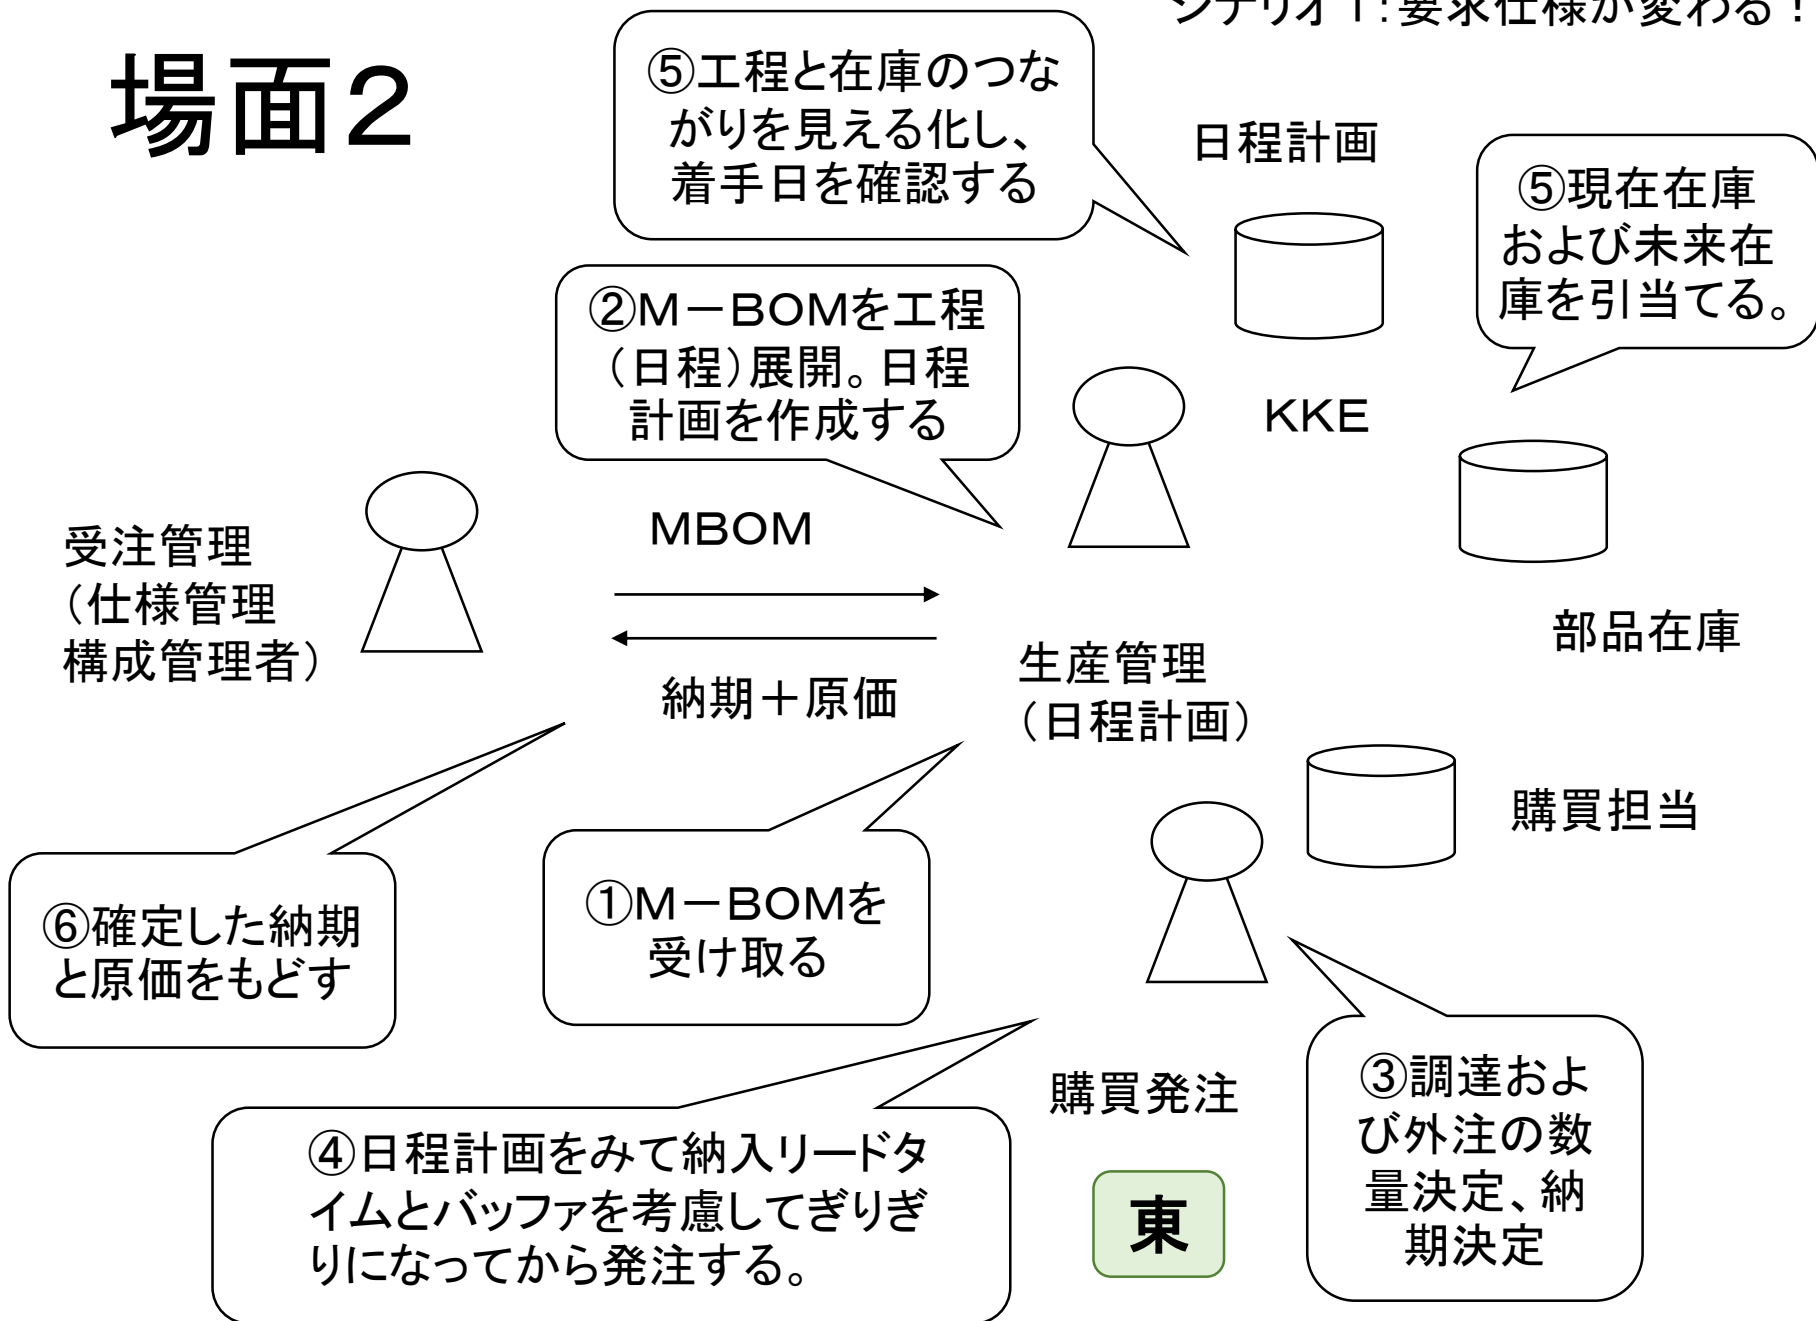 シナリオ1：要求仕様が変わる！
場面２
⑤工程と在庫のつな
がりを見える化し、
着手日を確認する
日程計画
⑤現在在庫
および未来在
庫を引当てる。
②Ｍ－ＢＯＭを工程
（日程）展開。日程
計画を作成する
ＫＫＥ
ＭＢＯＭ
受注管理
（仕様管理
構成管理者）
部品在庫
納期＋原価
生産管理
（日程計画）
購買担当
⑥確定した納期
と原価をもどす
①Ｍ－ＢＯＭを
受け取る
購買発注
③調達およ
び外注の数
量決定、納
期決定
④日程計画をみて納入リードタ
イムとバッファを考慮してぎりぎ
りになってから発注する。
東